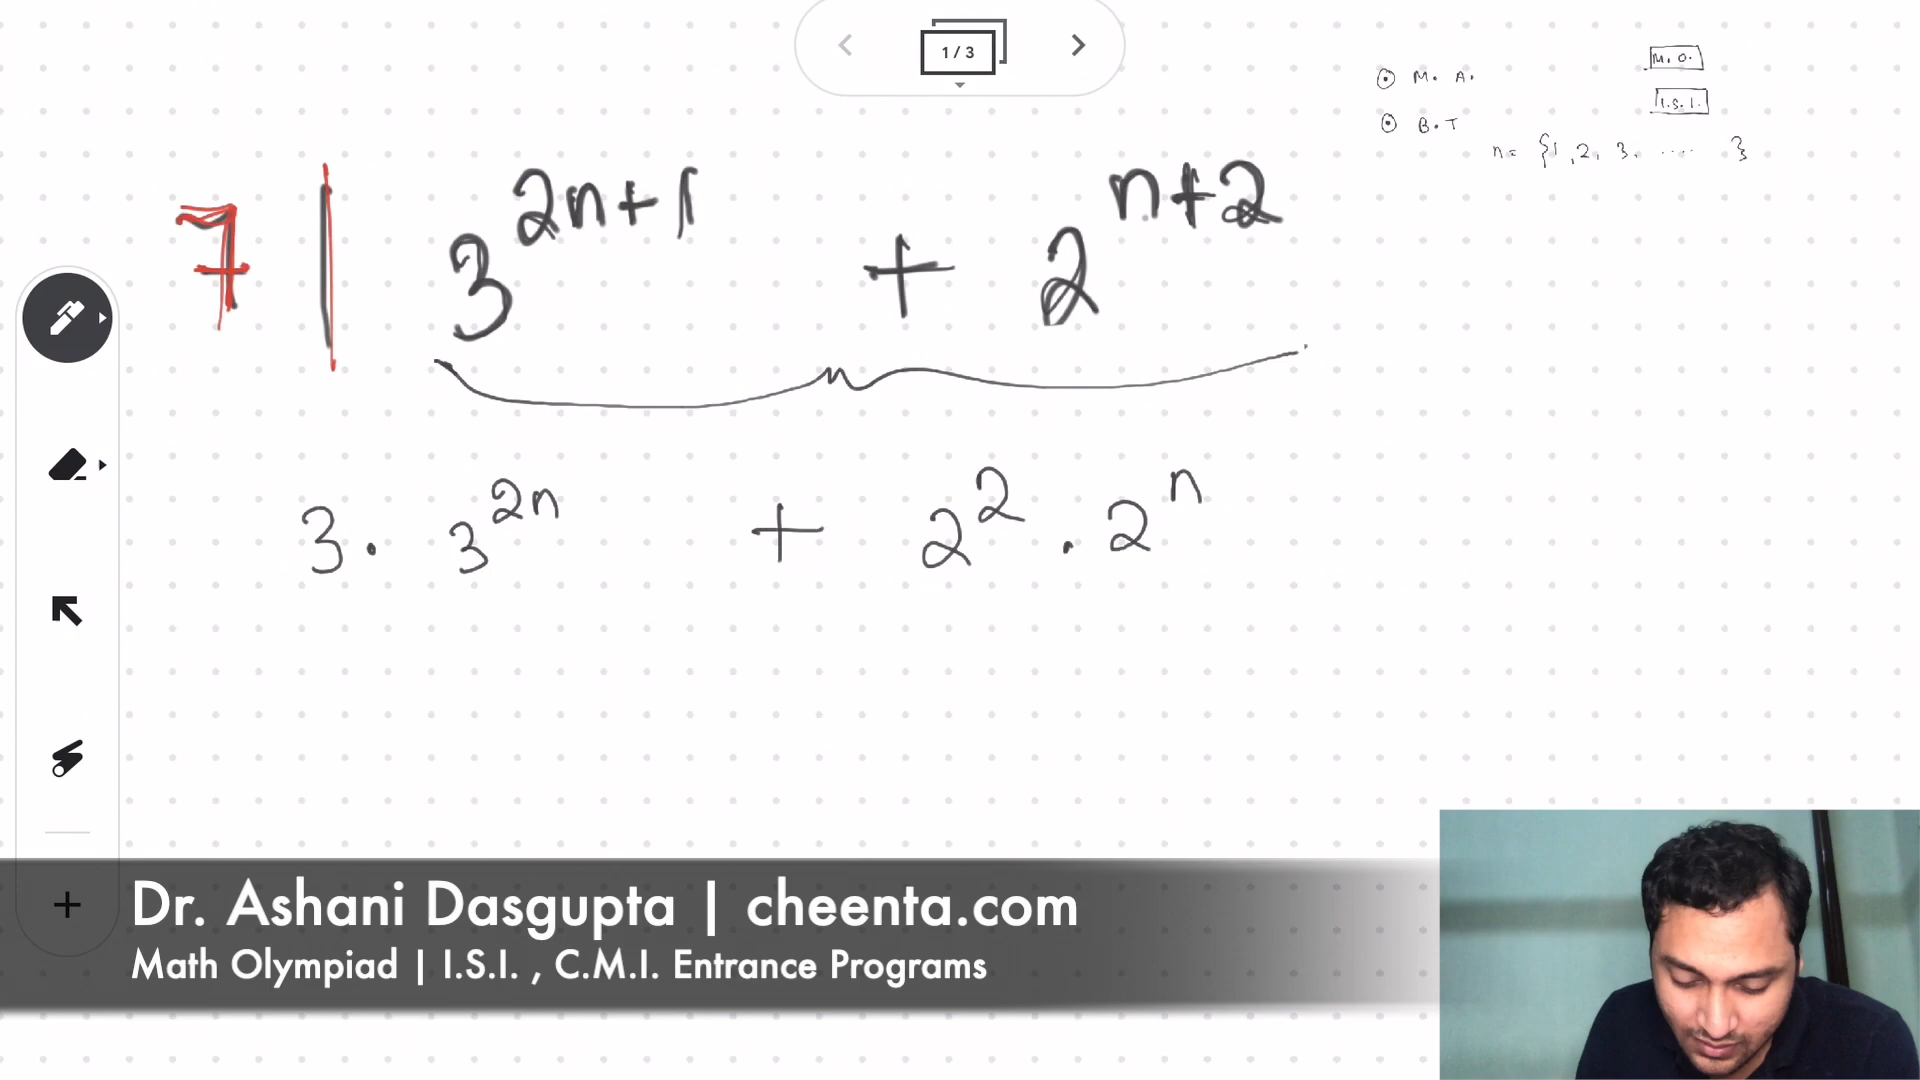 1 / 3
M. O.
⊙ M. A.
I.S.I.
⊙ B.T
n = {1, 2, 3, ..... }
7 | 3^{2n+1} + 2^{n+2}
3 . 3^{2n} + 2^2 . 2^n
Dr. Ashani Dasgupta | cheenta.com
Math Olympiad | I.S.I. , C.M.I. Entrance Programs